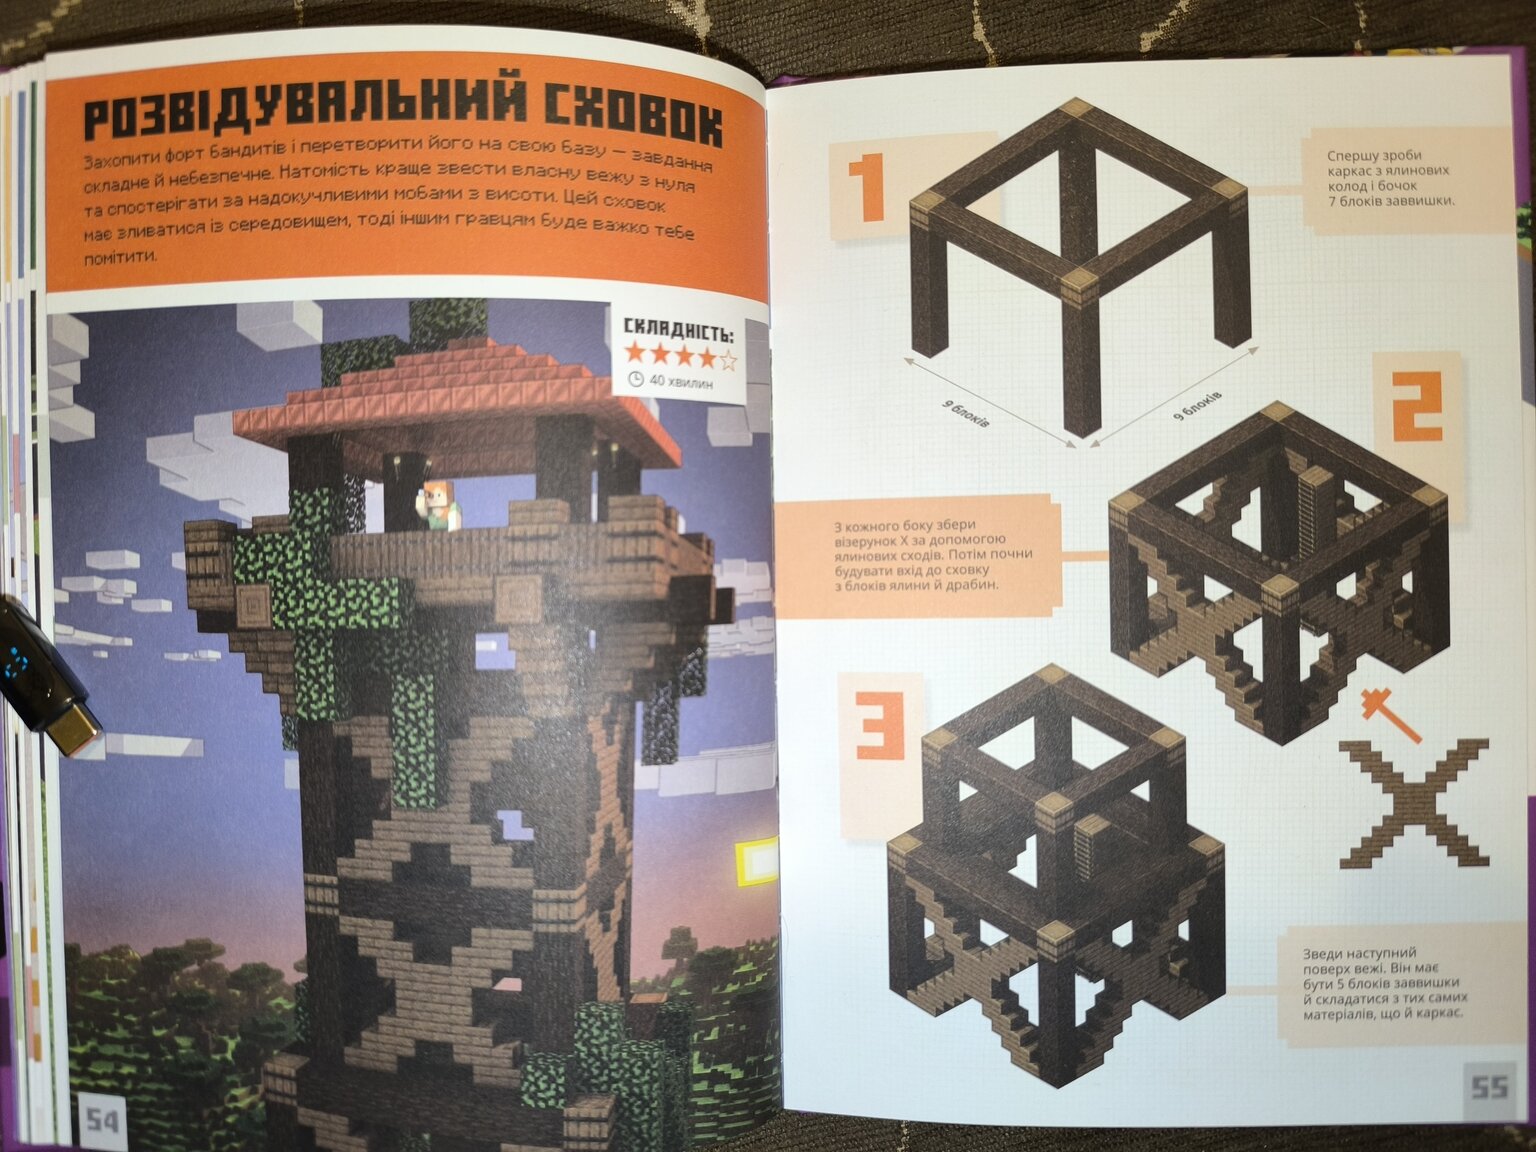 РОЗВІДУВАЛЬНИЙ СХОВОК
Захопити форт бандитів і перетворити його на свою базу — завдання
складне й небезпечне. Натомість краще звести власну вежу з нуля
та спостерігати за надокучливими мобами з висоти. Цей сховок
має зливатися із середовищем, тоді іншим гравцям буде важко тебе
помітити.
СКЛАДНІСТЬ:
40 хвилин
54
1
Спершу зроби
каркас з ялинових
колод і бочок
7 блоків заввишки.
9 блоків
9 блоків
2
З кожного боку збери
візерунок X за допомогою
ялинових сходів. Потім почни
будувати вхід до сховку
з блоків ялини й драбин.
3
Зведи наступний
поверх вежі. Він має
бути 5 блоків заввишки
й складатися з тих самих
матеріалів, що й каркас.
55